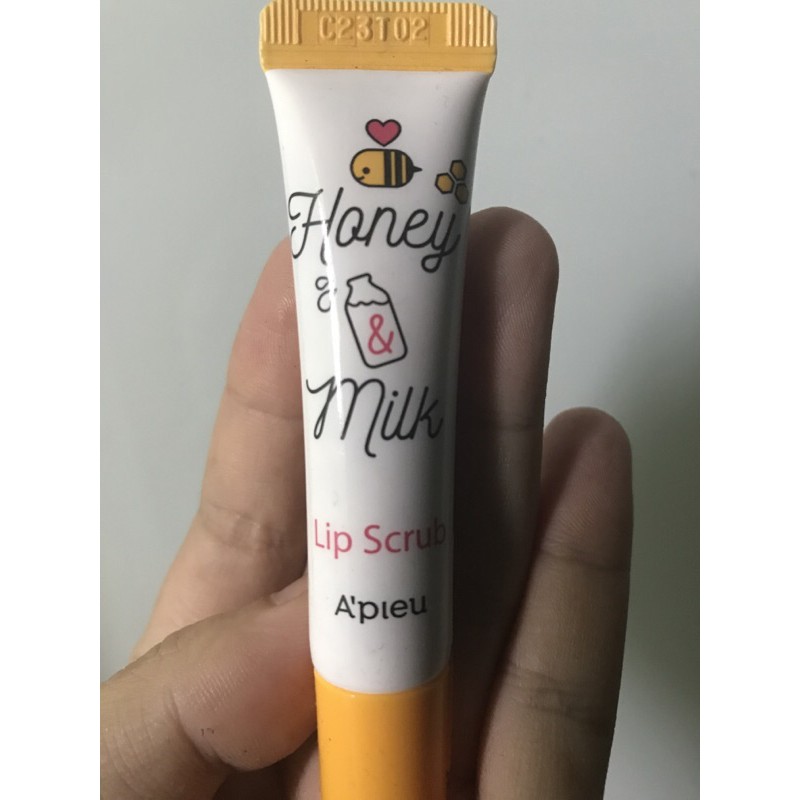 C23T02
Honey
&
Milk
Lip Scrub
A'pieu